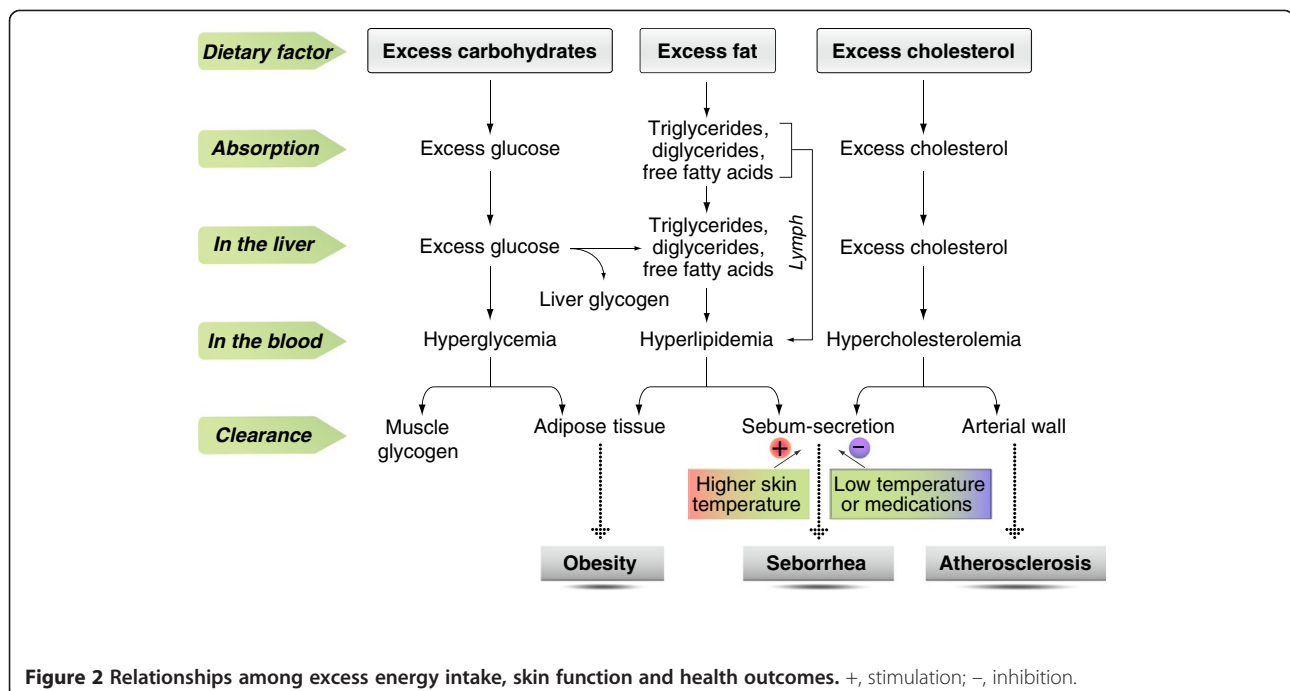 Dietary factor
Excess carbohydrates
Excess fat
Excess cholesterol
Absorption
Excess glucose
Triglycerides,
diglycerides,
free fatty acids
Excess cholesterol
Lymph
In the liver
Excess glucose
Triglycerides,
diglycerides,
free fatty acids
Excess cholesterol
Liver glycogen
In the blood
Hyperglycemia
Hyperlipidemia
Hypercholesterolemia
Clearance
Muscle
glycogen
Adipose tissue
Sebum-secretion
Arterial wall
+
−
Higher skin
temperature
Low temperature
or medications
Obesity
Seborrhea
Atherosclerosis
Figure 2 Relationships among excess energy intake, skin function and health outcomes. +, stimulation; –, inhibition.